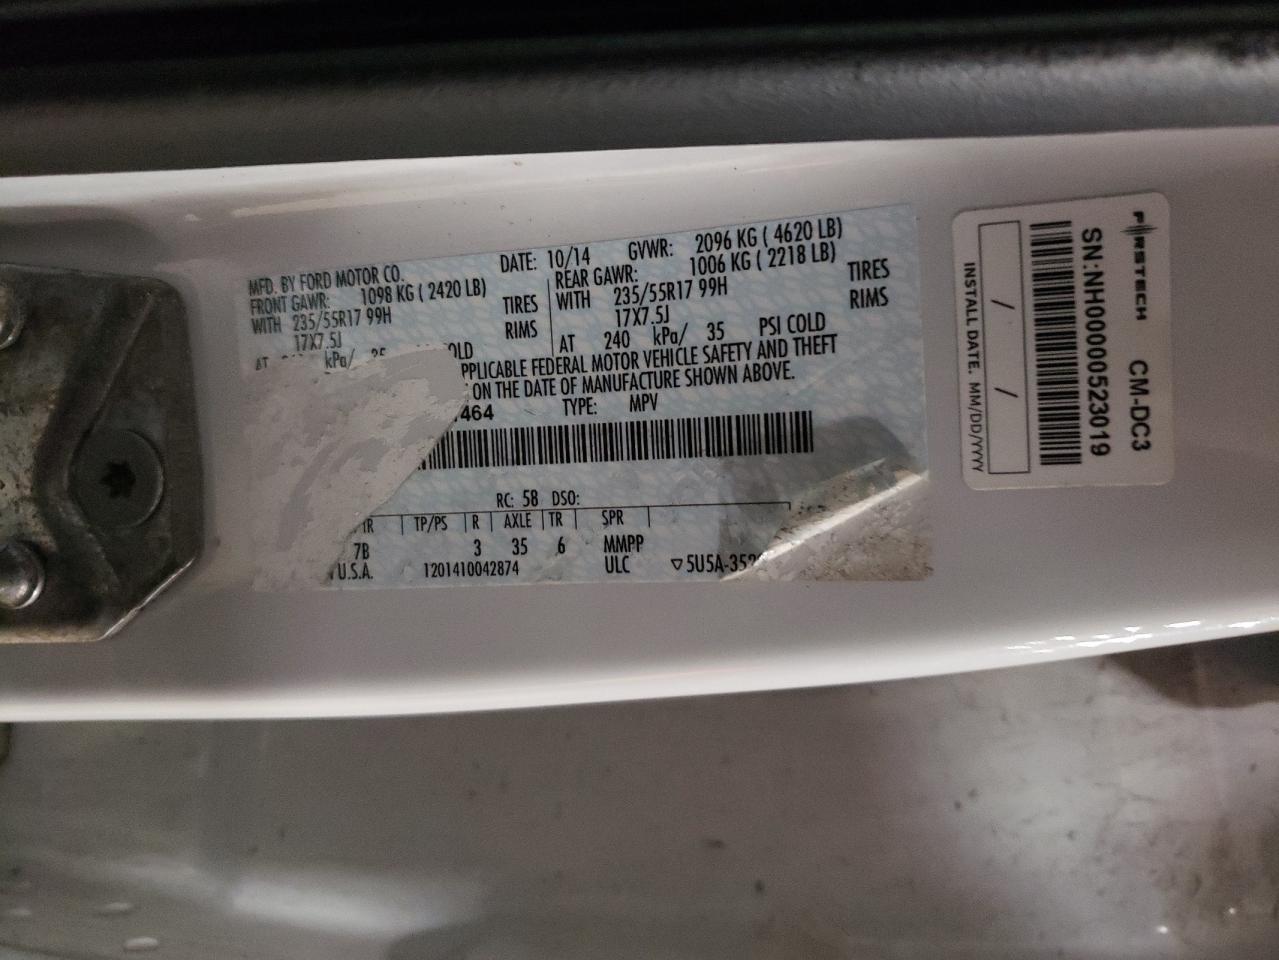 MFD. BY FORD MOTOR CO.
DATE: 10/14 GVWR: 2096 KG ( 4620 LB)
FRONT GAWR: 1098 KG ( 2420 LB)
WITH 235/55R17 99H TIRES
17X7.5J RIMS
AT kPa/ 35
REAR GAWR: 1006 KG ( 2218 LB)
WITH 235/55R17 99H TIRES
17X7.5J RIMS
AT 240 kPa/ 35 PSI COLD
PPLICABLE FEDERAL MOTOR VEHICLE SAFETY AND THEFT
ON THE DATE OF MANUFACTURE SHOWN ABOVE.
464 TYPE: MPV
RC: 58 DSO:
TR TP/PS R AXLE TR SPR
7B 3 35 6 MMPP
U.S.A. 1201410042874 ULC ▽5U5A-352
FIRSTECH CM-DC3
SN:NH00000523019
/ /
INSTALL DATE. MM/DD/YYYY